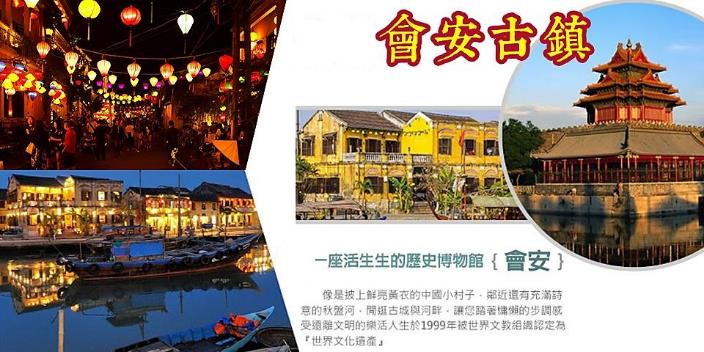 會安古鎮
一座活生生的歷史博物館 { 會安 }
像是披上鮮亮黃衣的中國小村子，鄰近還有充滿詩
意的秋盤河，閒逛古城與河畔，讓您踏著慵懶的步調感
受遠離文明的樂活人生於1999年被世界文教組織認定為
『世界文化遺產』